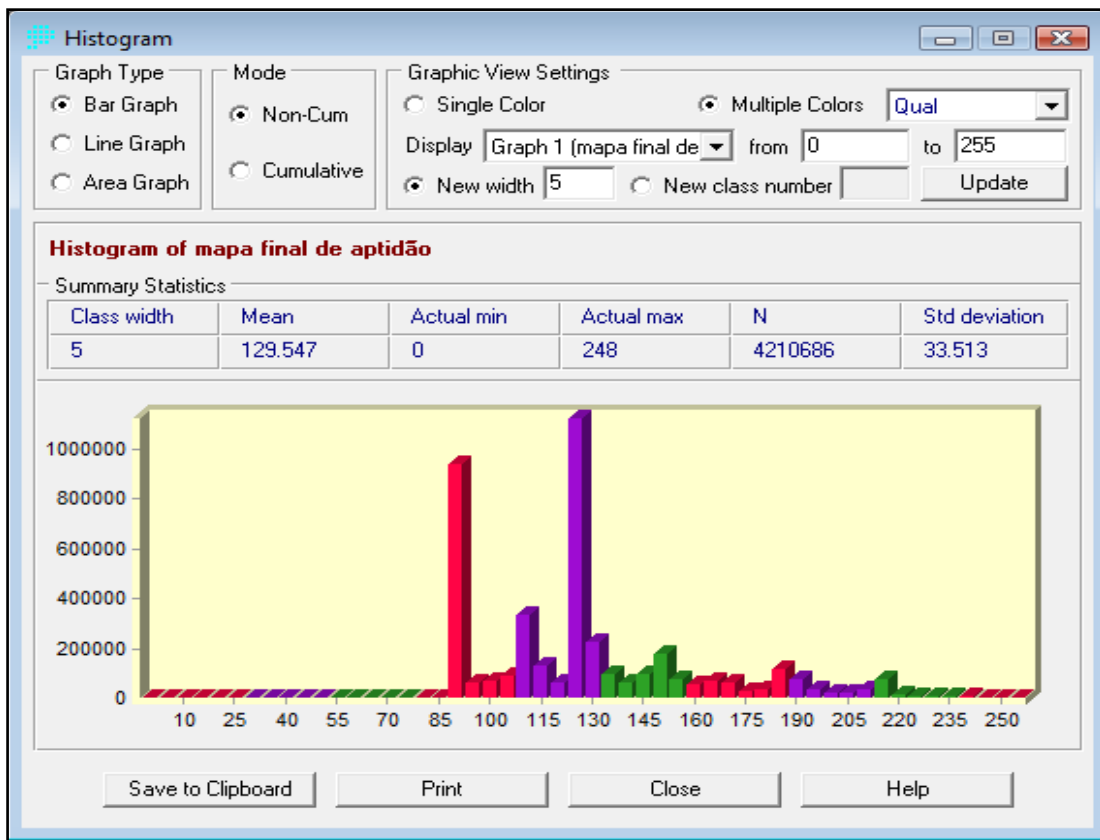 Histogram
Graph Type
Bar Graph
Line Graph
Area Graph
Mode
Non-Cum
Cumulative
Graphic View Settings
Single Color Multiple Colors Qual
Display Graph 1 (mapa final de from 0 to 255
New width 5 New class number Update
Histogram of mapa final de aptidão
Summary Statistics
Class width Mean Actual min Actual max N Std deviation
5 129.547 0 248 4210686 33.513
1000000
800000
600000
400000
200000
0
10 25 40 55 70 85 100 115 130 145 160 175 190 205 220 235 250
Save to Clipboard Print Close Help